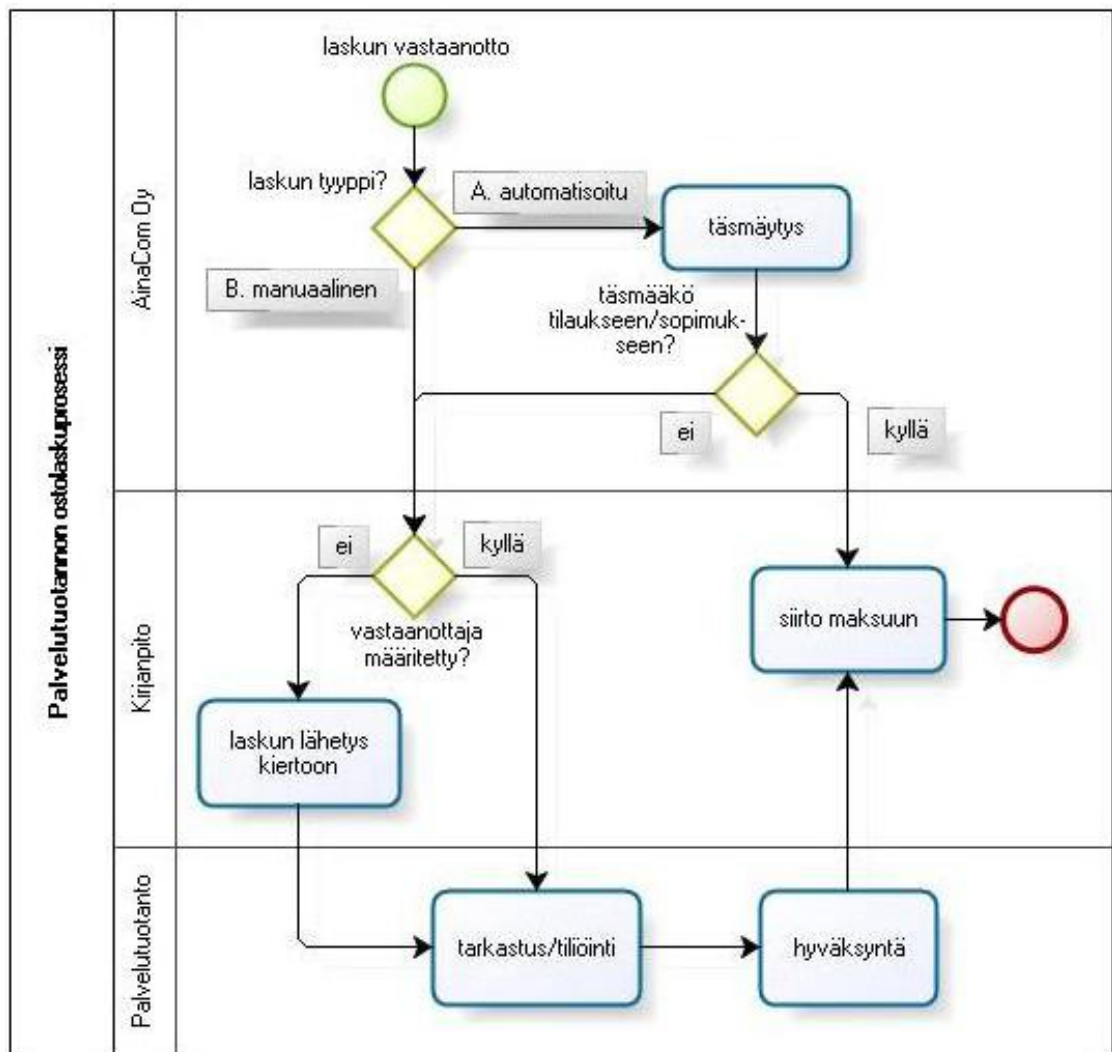 Palvelutuotannon ostolaskuprosessi
AinaCom Oy
laskun vastaanotto
laskun tyyppi?
A. automatisoitu
täsmäytys
B. manuaalinen
täsmääkö
tilaukseen/sopimuk-
seen?
ei
kyllä
Kirjanpito
ei
kyllä
vastaanottaja
määritetty?
siirto maksuun
laskun lähetys
kiertoon
Palvelutuotanto
tarkastus/tiliöinti
hyväksyntä